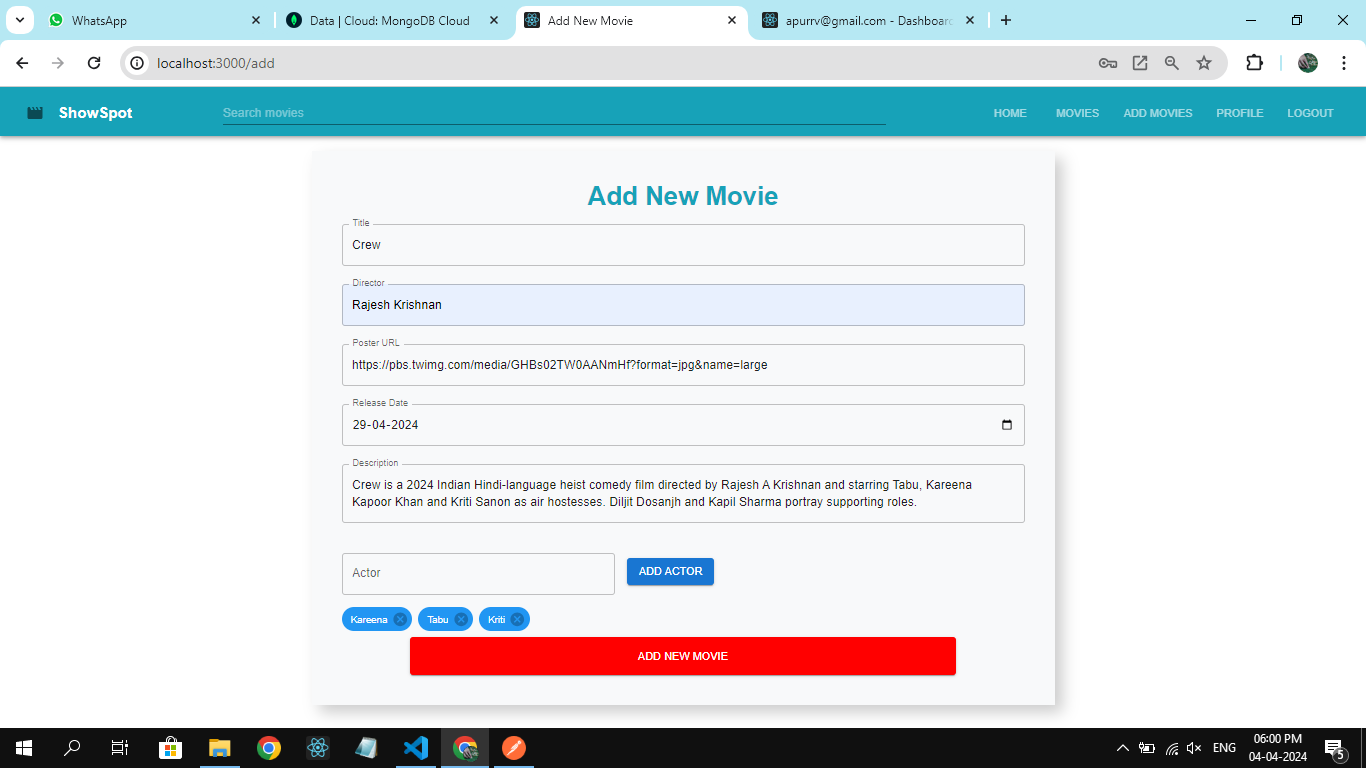 WhatsApp
Data | Cloud: MongoDB Cloud
Add New Movie
apurrv@gmail.com - Dashboard
localhost:3000/add
ShowSpot
Search movies
HOME
MOVIES
ADD MOVIES
PROFILE
LOGOUT
Add New Movie
Title
Crew
Director
Rajesh Krishnan
Poster URL
https://pbs.twimg.com/media/GHBs02TW0AANmHf?format=jpg&name=large
Release Date
29-04-2024
Description
Crew is a 2024 Indian Hindi-language heist comedy film directed by Rajesh A Krishnan and starring Tabu, Kareena
Kapoor Khan and Kriti Sanon as air hostesses. Diljit Dosanjh and Kapil Sharma portray supporting roles.
Actor
ADD ACTOR
Kareena
Tabu
Kriti
ADD NEW MOVIE
ENG
06:00 PM
04-04-2024
5